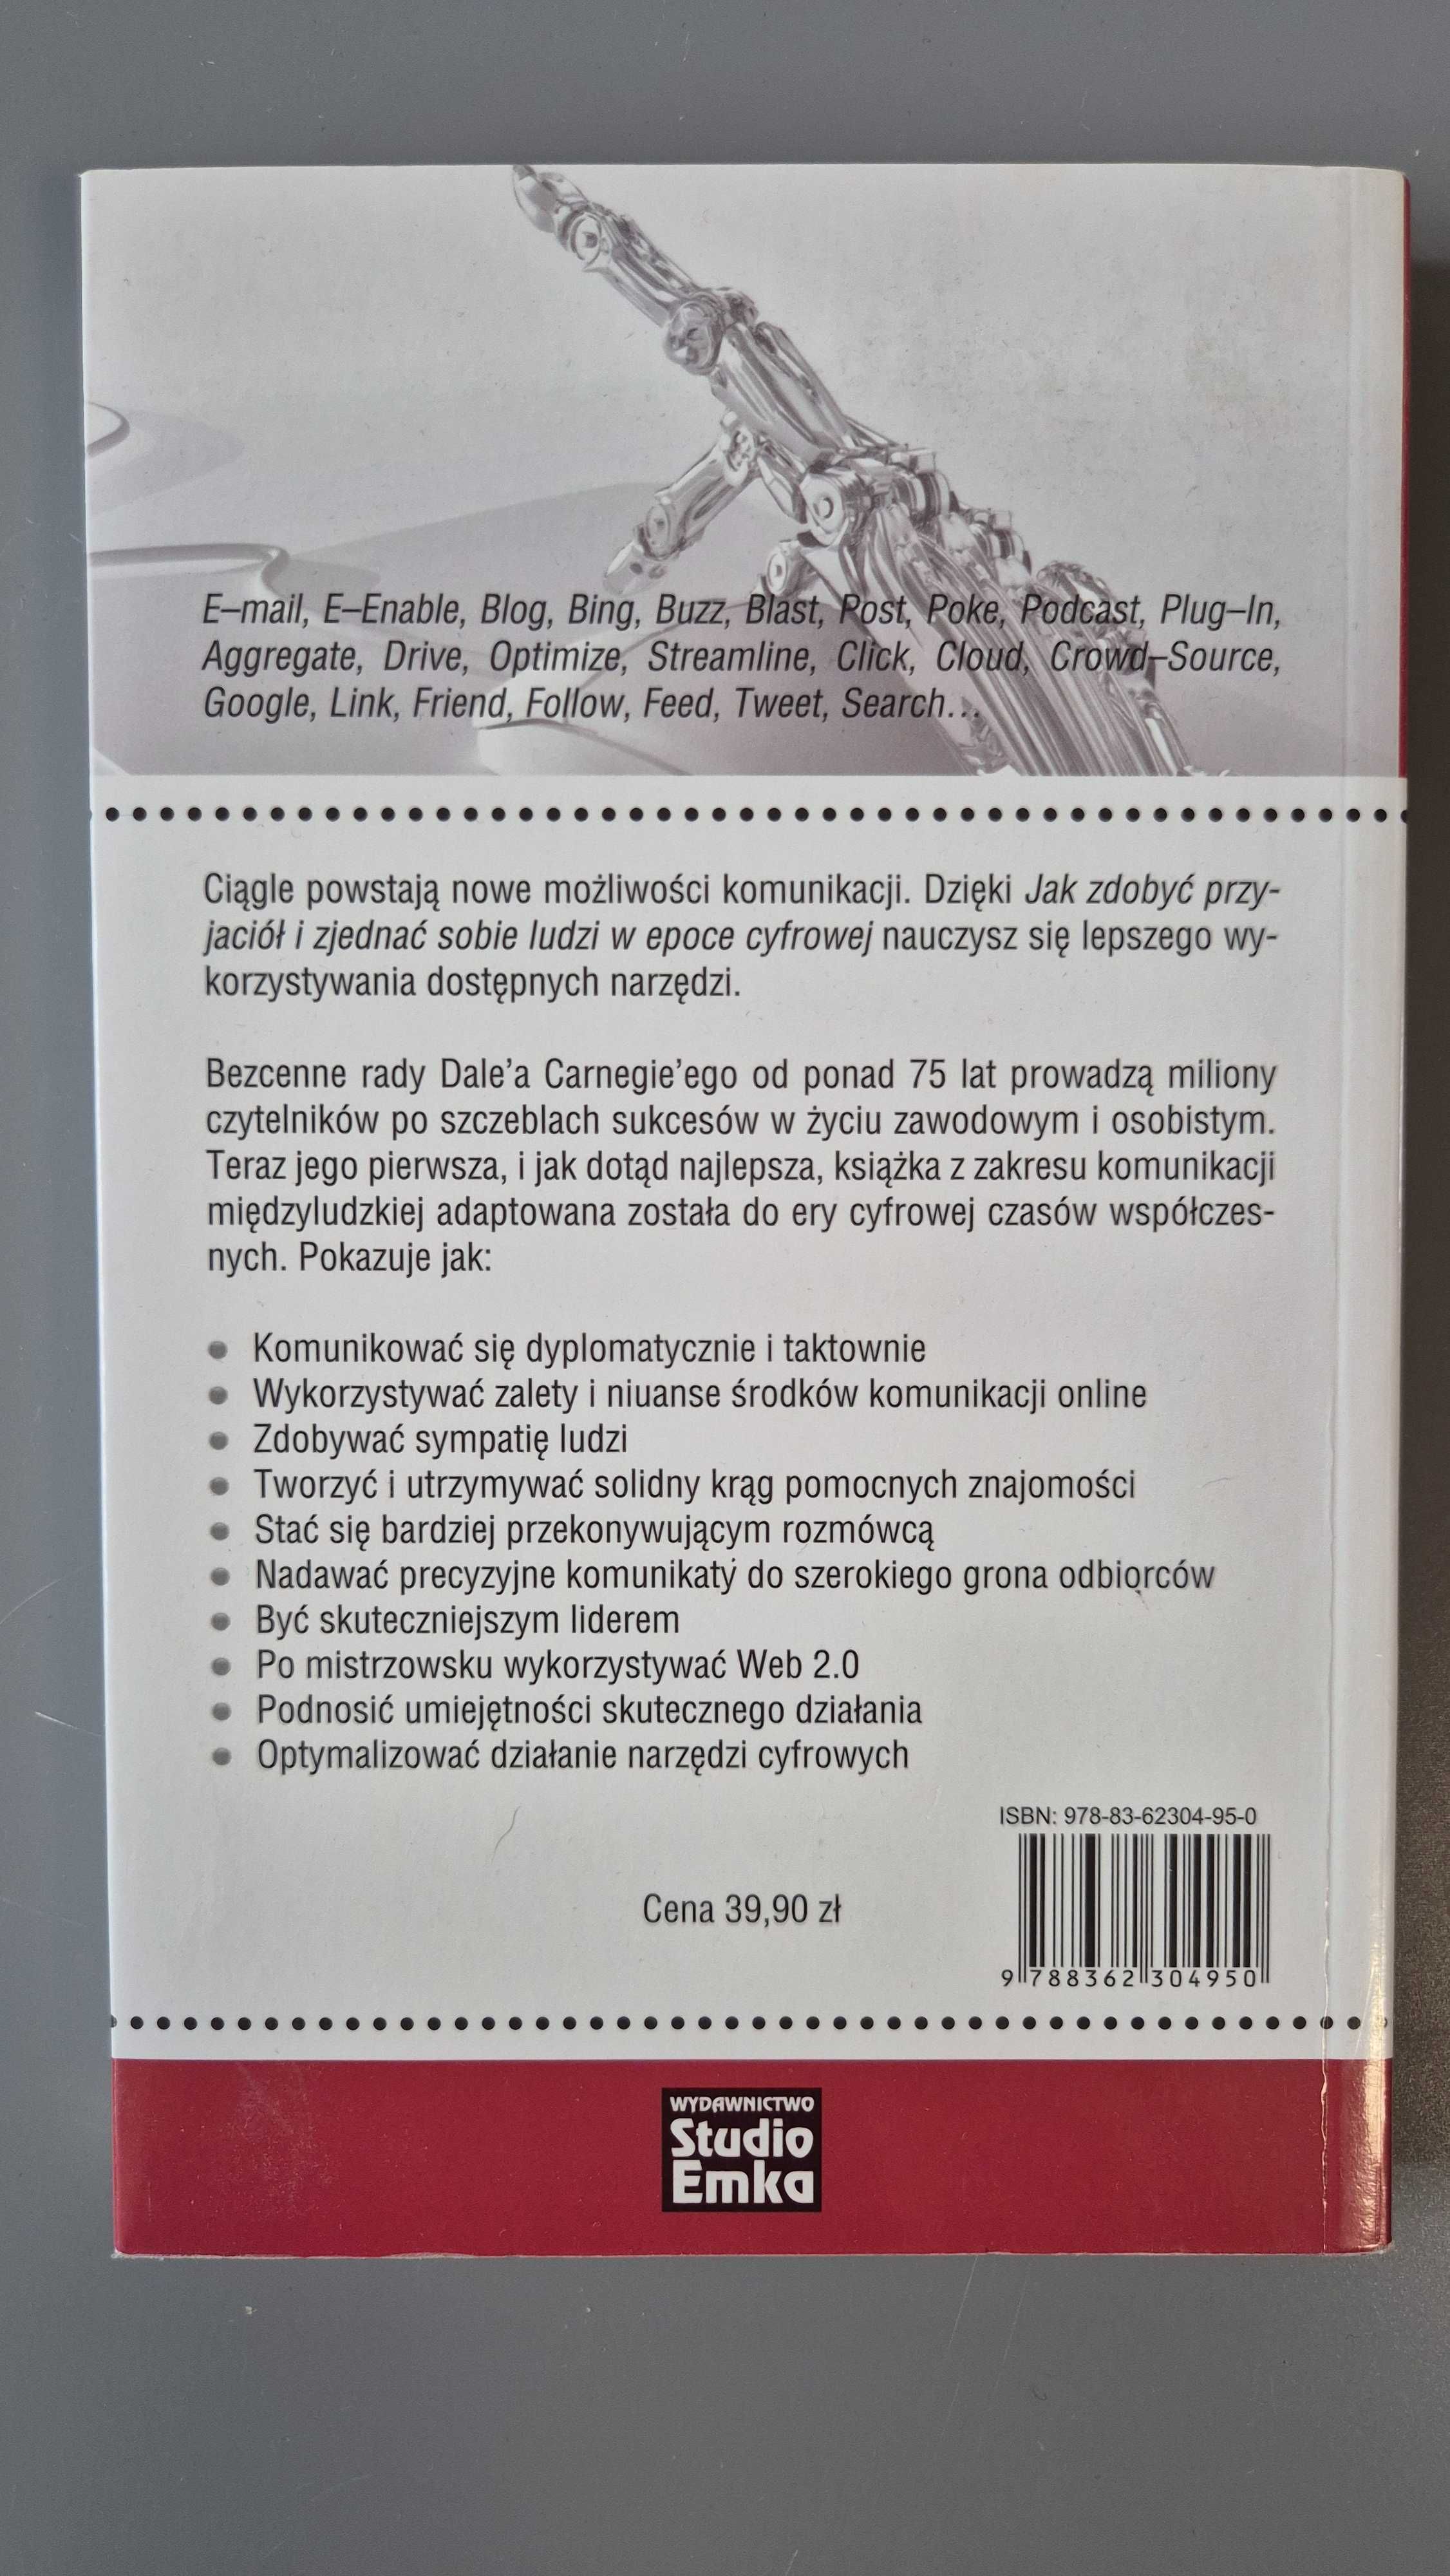 E–mail, E–Enable, Blog, Bing, Buzz, Blast, Post, Poke, Podcast, Plug–In,
Aggregate, Drive, Optimize, Streamline, Click, Cloud, Crowd–Source,
Google, Link, Friend, Follow, Feed, Tweet, Search…
Ciągle powstają nowe możliwości komunikacji. Dzięki Jak zdobyć przy-
jaciół i zjednać sobie ludzi w epoce cyfrowej nauczysz się lepszego wy-
korzystywania dostępnych narzędzi.
Bezcenne rady Dale’a Carnegie’ego od ponad 75 lat prowadzą miliony
czytelników po szczeblach sukcesów w życiu zawodowym i osobistym.
Teraz jego pierwsza, i jak dotąd najlepsza, książka z zakresu komunikacji
międzyludzkiej adaptowana została do ery cyfrowej czasów współczes-
nych. Pokazuje jak:
● Komunikować się dyplomatycznie i taktownie
● Wykorzystywać zalety i niuanse środków komunikacji online
● Zdobywać sympatię ludzi
● Tworzyć i utrzymywać solidny krąg pomocnych znajomości
● Stać się bardziej przekonywującym rozmówcą
● Nadawać precyzyjne komunikaty do szerokiego grona odbiorców
● Być skuteczniejszym liderem
● Po mistrzowsku wykorzystywać Web 2.0
● Podnosić umiejętności skutecznego działania
● Optymalizować działanie narzędzi cyfrowych
ISBN: 978-83-62304-95-0
Cena 39,90 zł
9 788362 304950
WYDAWNICTWO
Studio
Emka